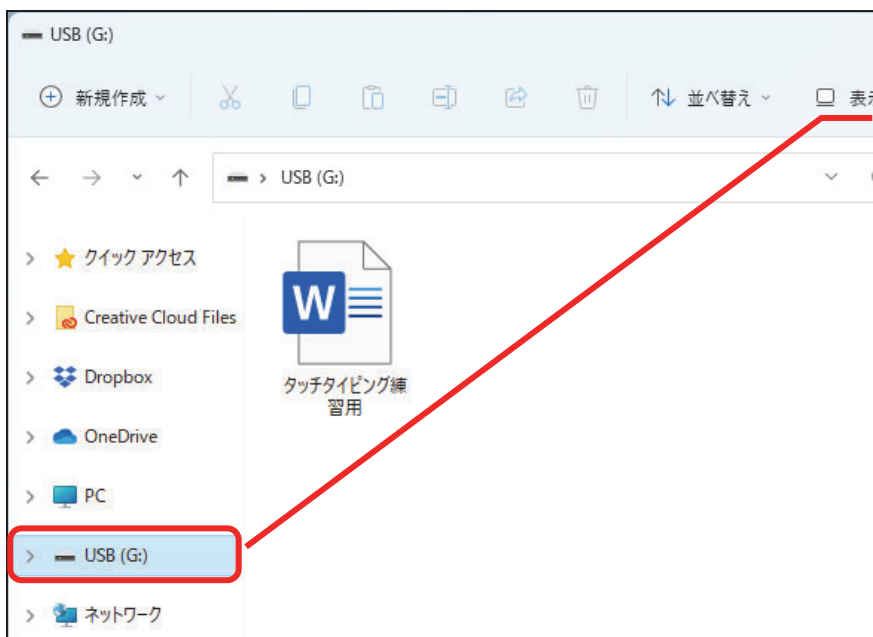 USB (G:)
新規作成
並べ替え
表示
USB (G:)
クイック アクセス
Creative Cloud Files
Dropbox
OneDrive
PC
USB (G:)
ネットワーク
W
タッチタイピング練
習用